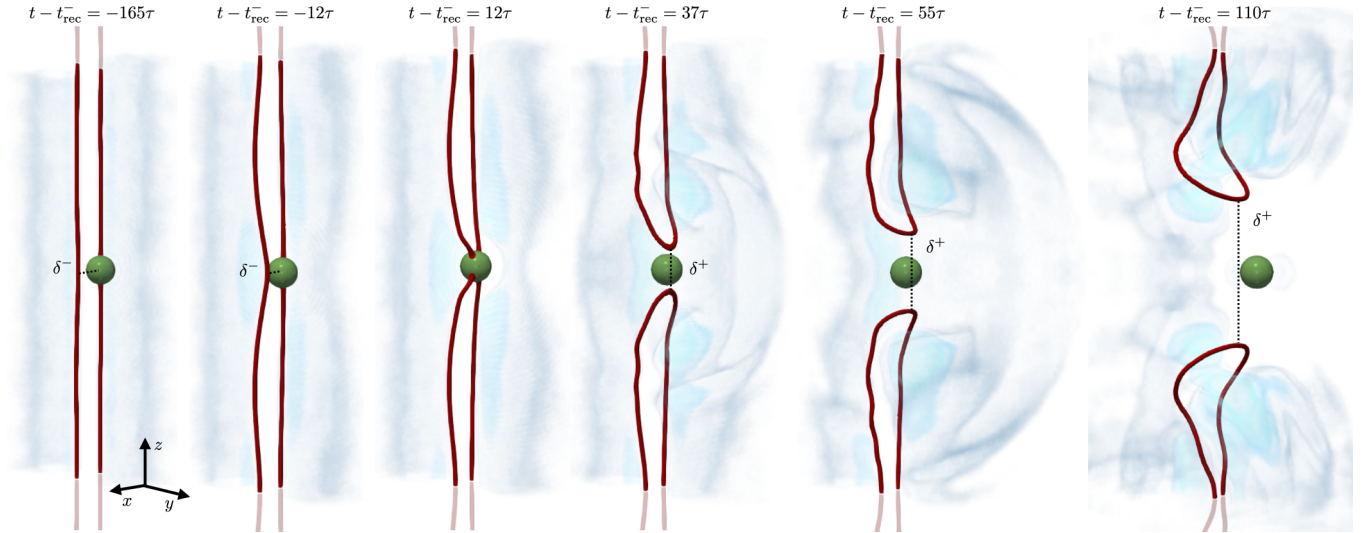 t − t⁻rec = −165τ
t − t⁻rec = −12τ
t − t⁻rec = 12τ
t − t⁻rec = 37τ
t − t⁻rec = 55τ
t − t⁻rec = 110τ
δ⁻
δ⁻
δ⁺
δ⁺
δ⁺
z
x
y